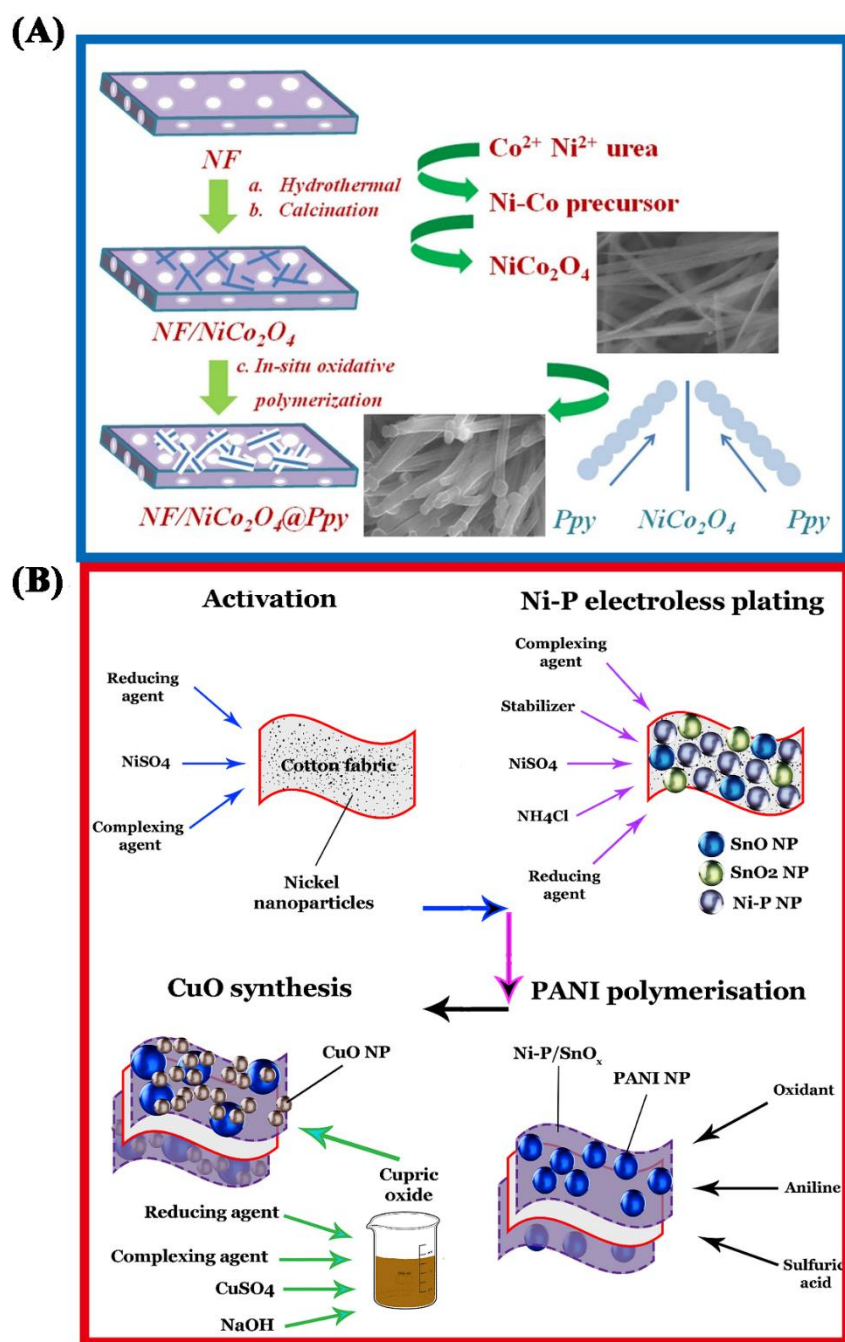 (A)
NF
a. Hydrothermal
b. Calcination
Co²⁺ Ni²⁺ urea
Ni-Co precursor
NiCo₂O₄
NF/NiCo₂O₄
c. In-situ oxidative
polymerization
NF/NiCo₂O₄@Ppy
Ppy
NiCo₂O₄
Ppy
(B)
Activation
Reducing
agent
NiSO4
Complexing
agent
Cotton fabric
Nickel
nanoparticles
Ni-P electroless plating
Complexing
agent
Stabilizer
NiSO4
NH4Cl
Reducing
agent
SnO NP
SnO2 NP
Ni-P NP
CuO synthesis
CuO NP
Cupric
oxide
Reducing agent
Complexing agent
CuSO4
NaOH
PANI polymerisation
Ni-P/SnOₓ
PANI NP
Oxidant
Aniline
Sulfuric
acid